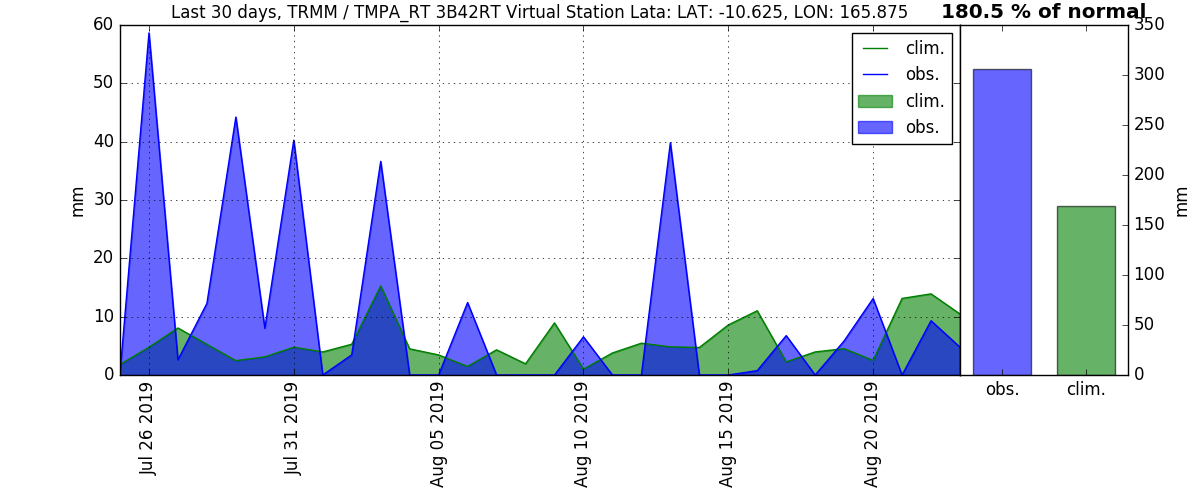 Last 30 days, TRMM / TMPA_RT 3B42RT Virtual Station Lata: LAT: -10.625, LON: 165.875
180.5 % of normal
60
50
40
30
20
10
0
mm
clim.
obs.
clim.
obs.
350
300
250
200
150
100
50
0
mm
Jul 26 2019
Jul 31 2019
Aug 05 2019
Aug 10 2019
Aug 15 2019
Aug 20 2019
obs.
clim.